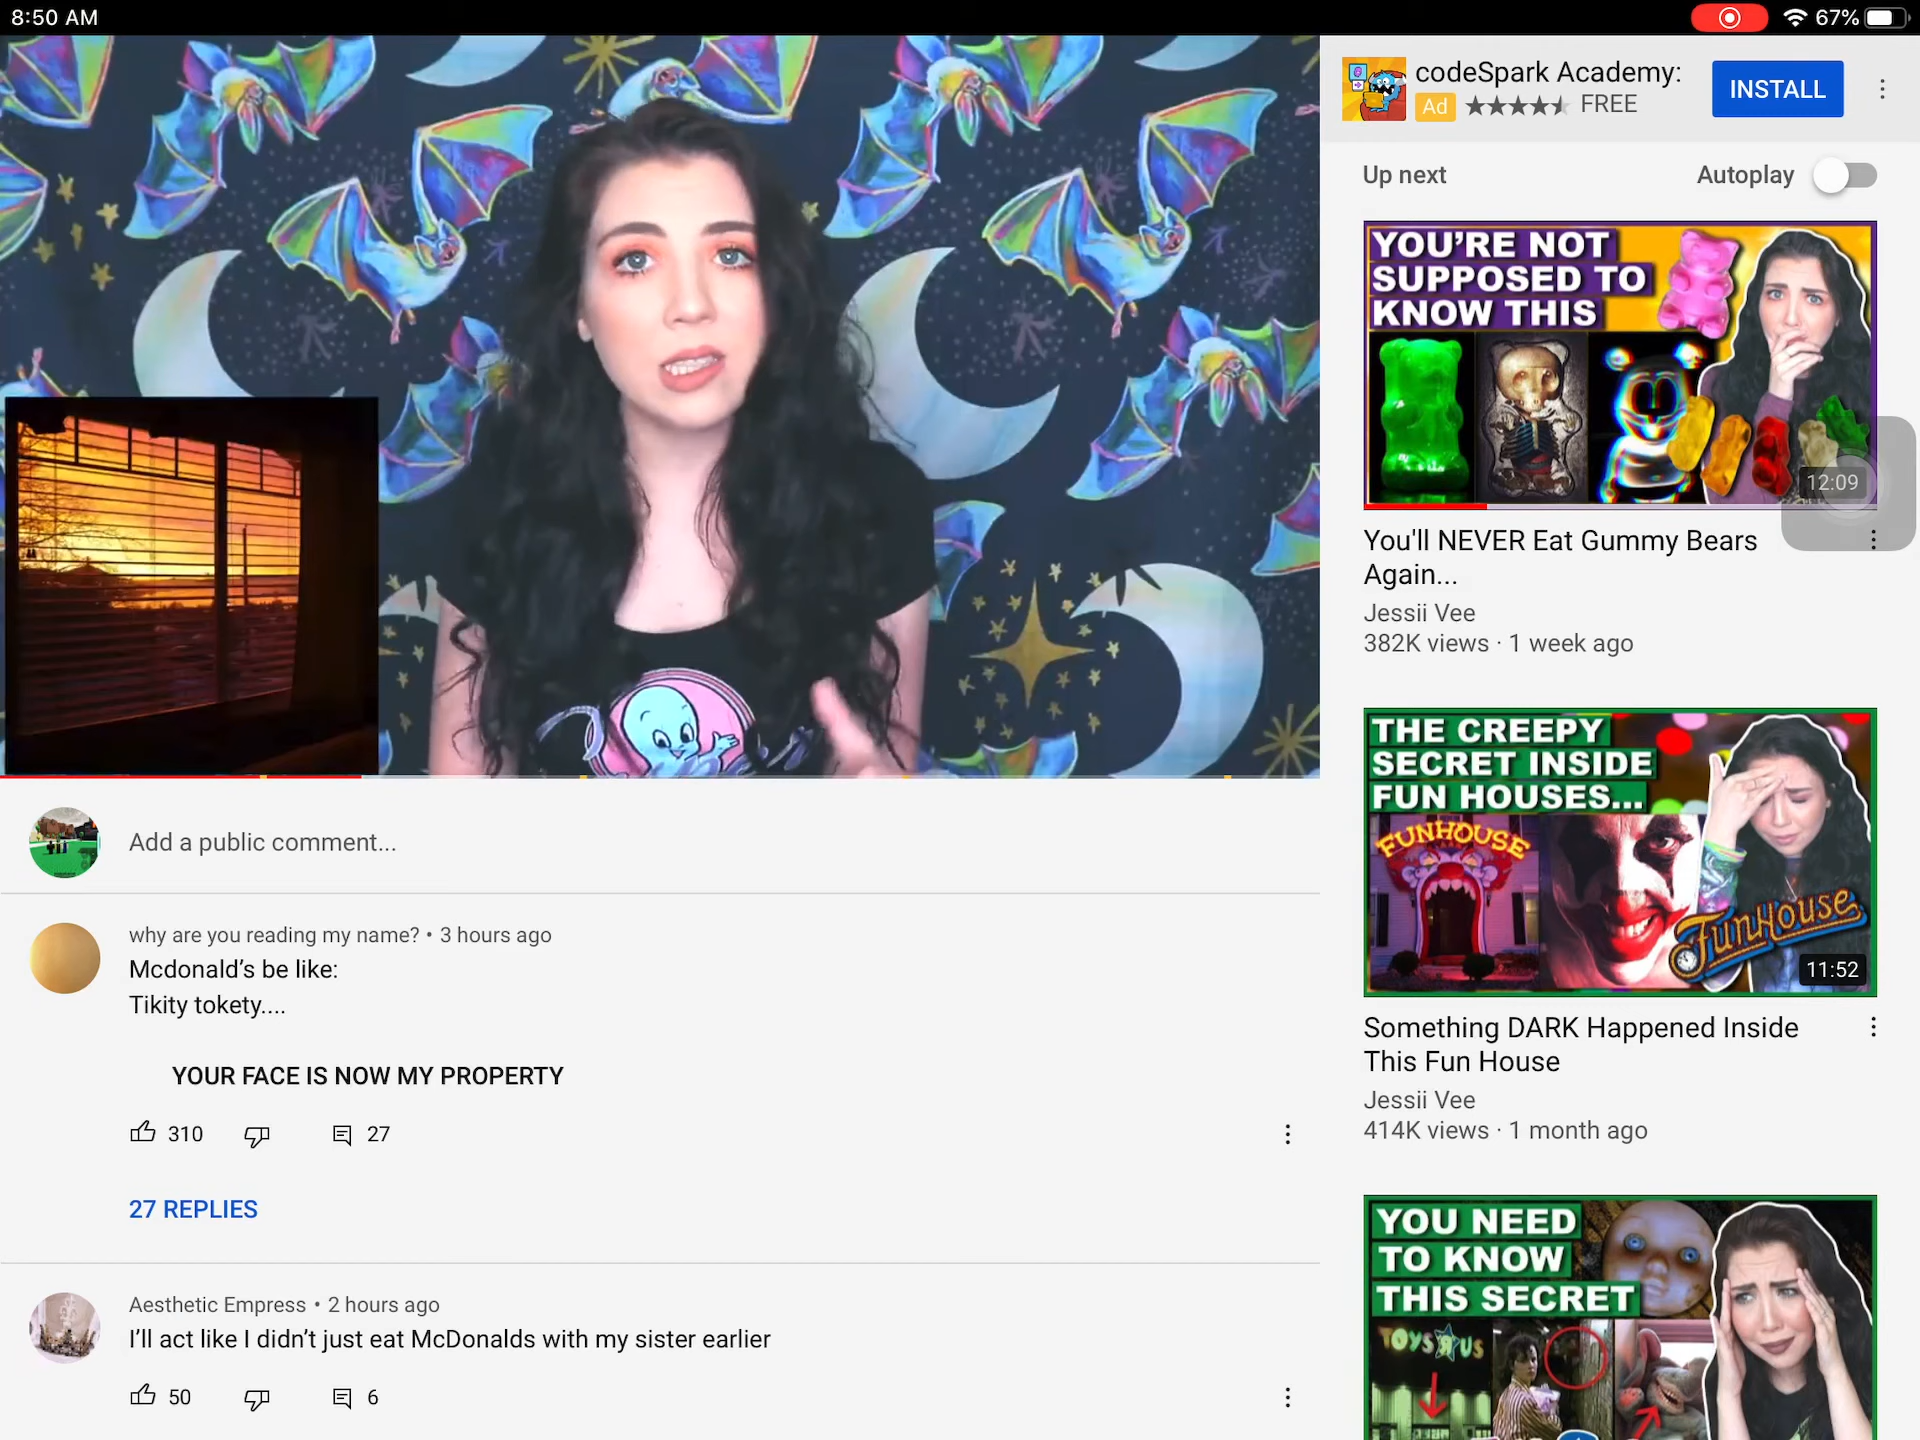 8:50 AM
67%
codeSpark Academy:
Ad ★★★★★ FREE
INSTALL
Up next
Autoplay
YOU'RE NOT
SUPPOSED TO
KNOW THIS
12:09
You'll NEVER Eat Gummy Bears
Again...
Jessii Vee
382K views · 1 week ago
THE CREEPY
SECRET INSIDE
FUN HOUSES...
FUNHOUSE
FunHouse
11:52
Something DARK Happened Inside
This Fun House
Jessii Vee
414K views · 1 month ago
YOU NEED
TO KNOW
THIS SECRET
TOYS R US
Add a public comment...
why are you reading my name? • 3 hours ago
Mcdonald's be like:
Tikity tokety....
YOUR FACE IS NOW MY PROPERTY
310
27
27 REPLIES
Aesthetic Empress • 2 hours ago
I'll act like I didn't just eat McDonalds with my sister earlier
50
6